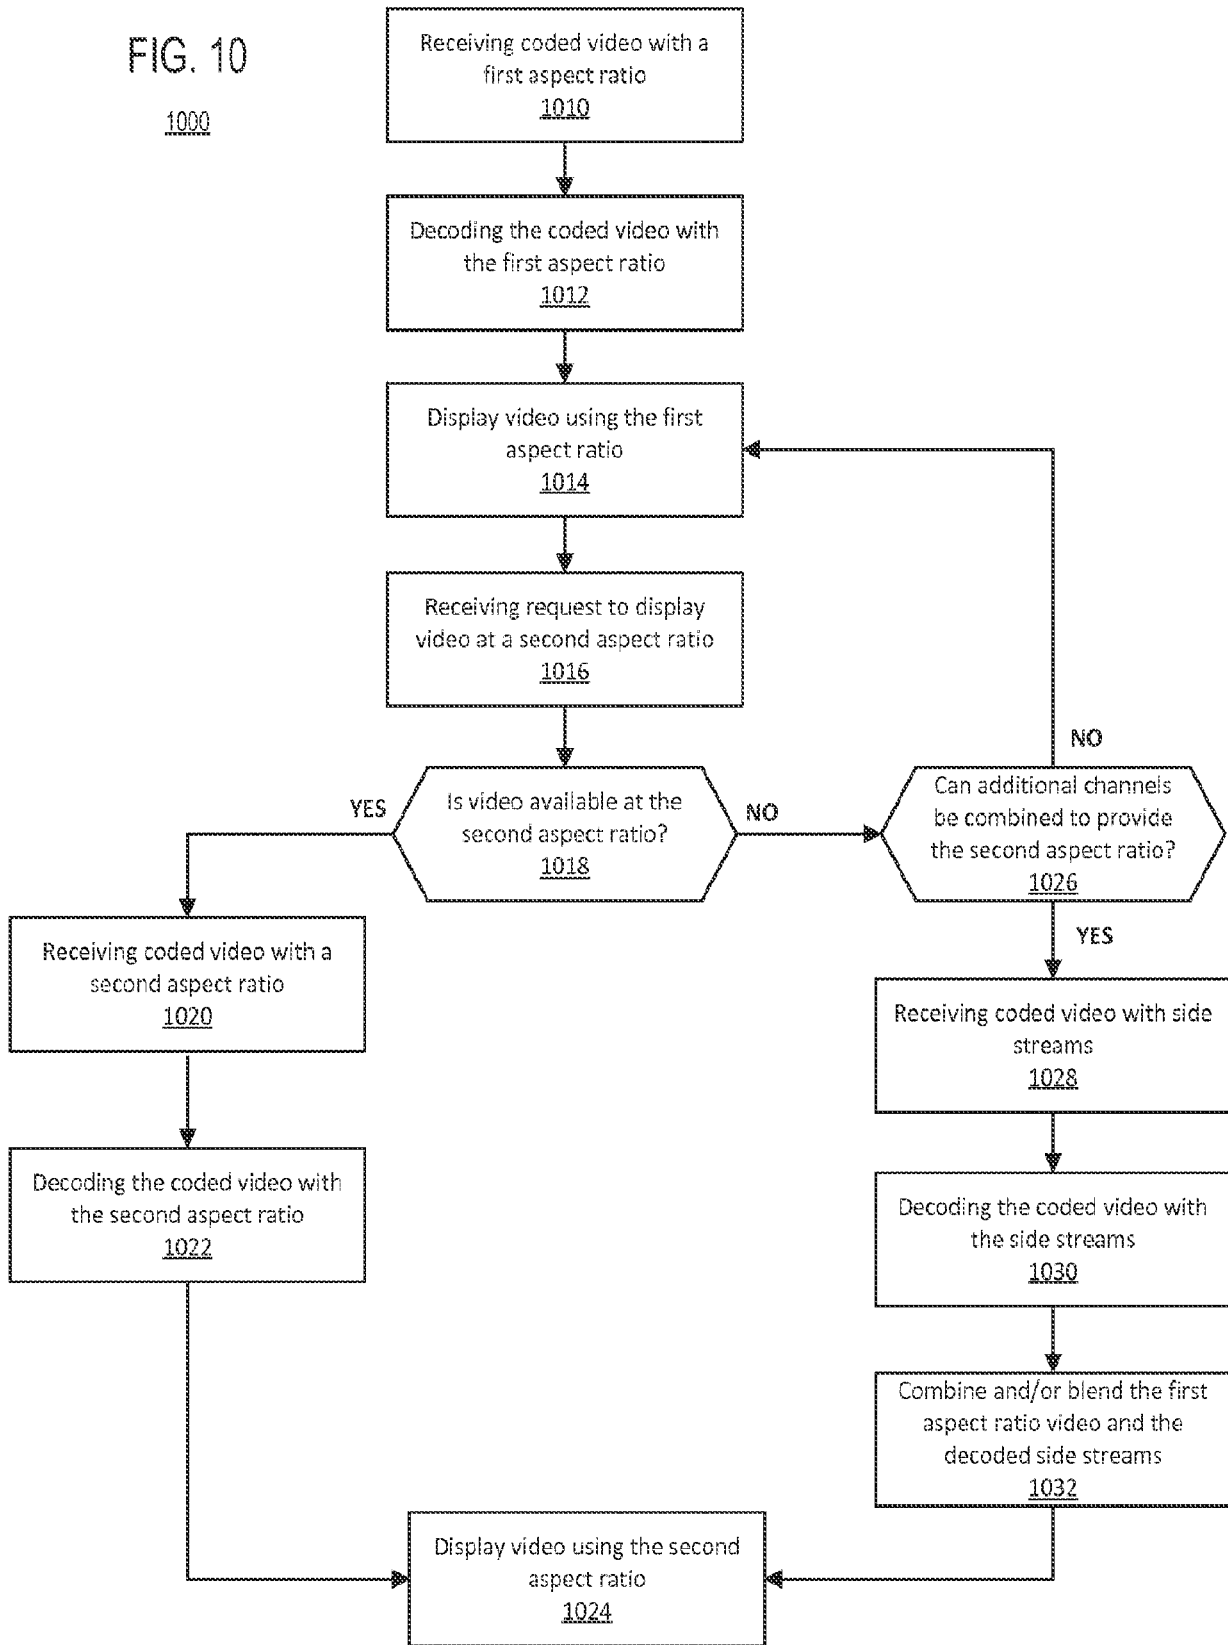 FIG. 10
1000
Receiving coded video with a
first aspect ratio
1010
Decoding the coded video with
the first aspect ratio
1012
Display video using the first
aspect ratio
1014
Receiving request to display
video at a second aspect ratio
1016
YES
Is video available at the
second aspect ratio?
1018
NO
NO
Can additional channels
be combined to provide
the second aspect ratio?
1026
YES
Receiving coded video with a
second aspect ratio
1020
Receiving coded video with side
streams
1028
Decoding the coded video with
the second aspect ratio
1022
Decoding the coded video with
the side streams
1030
Combine and/or blend the first
aspect ratio video and the
decoded side streams
1032
Display video using the second
aspect ratio
1024